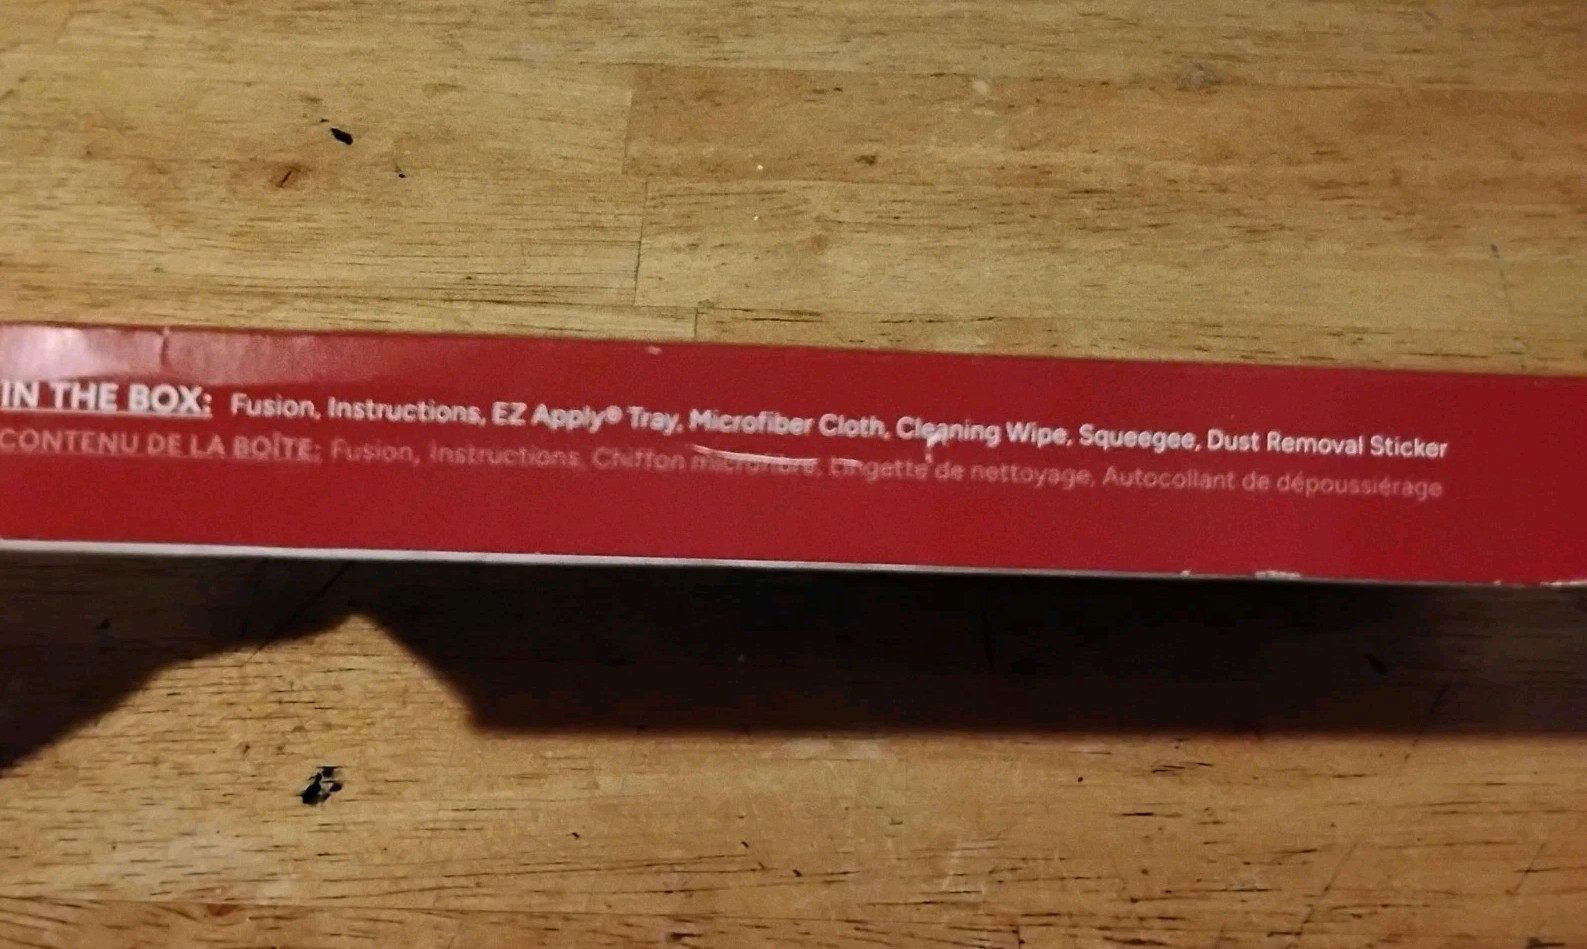 IN THE BOX: Fusion, Instructions, EZ Apply® Tray, Microfiber Cloth, Cleaning Wipe, Squeegee, Dust Removal Sticker
CONTENU DE LA BOÎTE: Fusion, Instructions, Chiffon microfibre, Lingette de nettoyage, Autocollant de dépoussiérage